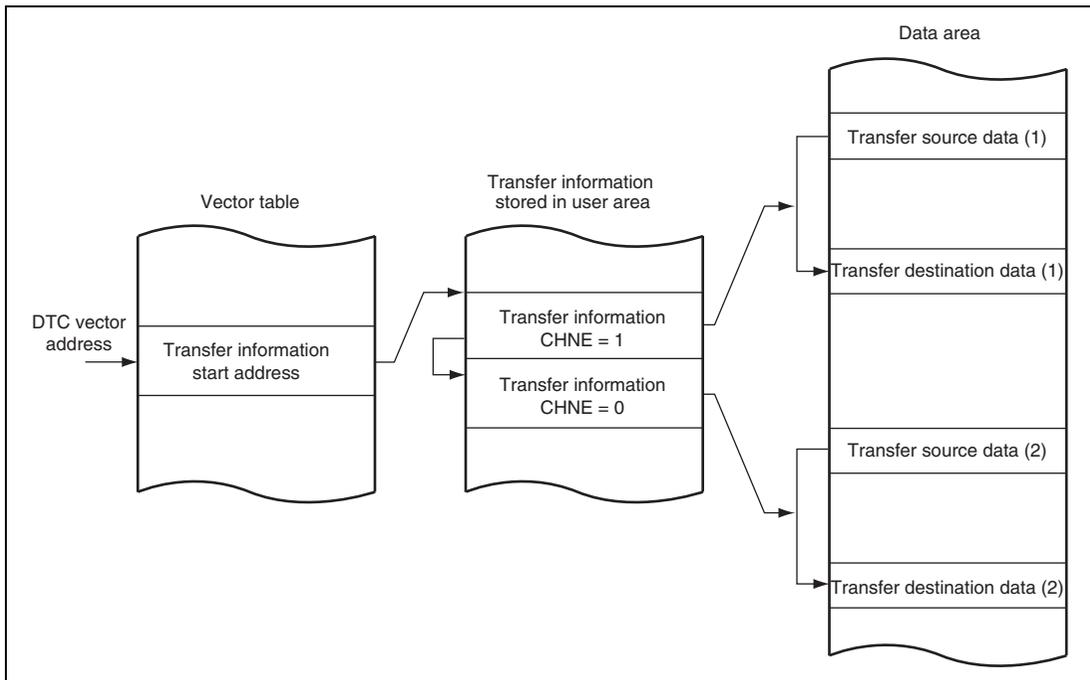 Data area
Transfer source data (1)
Transfer information
stored in user area
Vector table
Transfer destination data (1)
DTC vector
address
Transfer information
start address
Transfer information
CHNE = 1
Transfer information
CHNE = 0
Transfer source data (2)
Transfer destination data (2)